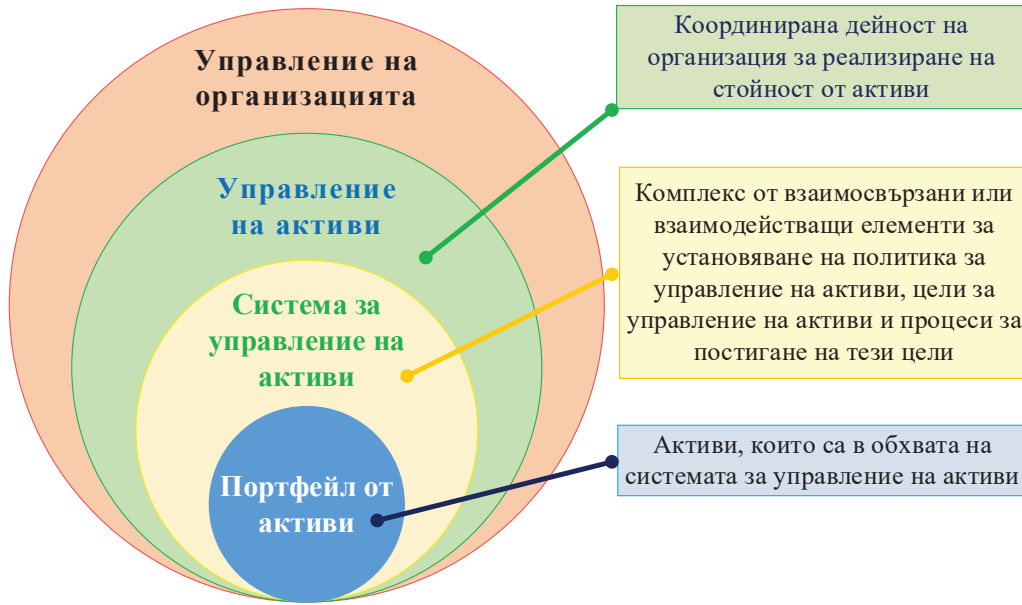 Управление на
организацията
Управление
на активи
Система за
управление на
активи
Портфейл от
активи
Координирана дейност на
организация за реализиране на
стойност от активи
Комплекс от взаимосвързани или
взаимодействащи елементи за
установяване на политика за
управление на активи, цели за
управление на активи и процеси за
постигане на тези цели
Активи, които са в обхвата на
системата за управление на активи